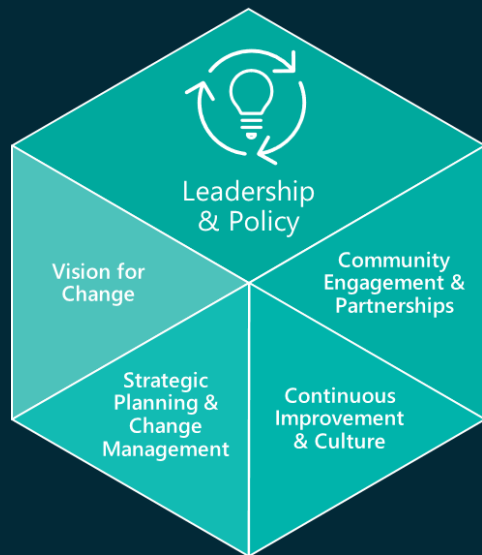 Leadership
& Policy
Vision for
Change
Community
Engagement &
Partnerships
Strategic
Planning &
Change
Management
Continuous
Improvement
& Culture